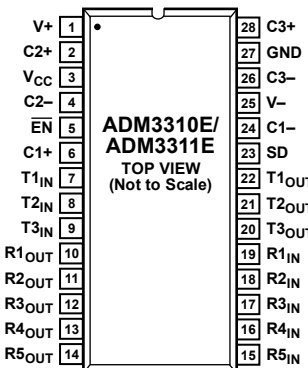 V+ 1 28 C3+
C2+ 2 27 GND
VCC 3 26 C3–
C2– 4 25 V–
EN 5 24 C1–
C1+ 6 23 SD
T1IN 7 22 T1OUT
T2IN 8 21 T2OUT
T3IN 9 20 T3OUT
R1OUT 10 19 R1IN
R2OUT 11 18 R2IN
R3OUT 12 17 R3IN
R4OUT 13 16 R4IN
R5OUT 14 15 R5IN
ADM3310E/
ADM3311E
TOP VIEW
(Not to Scale)